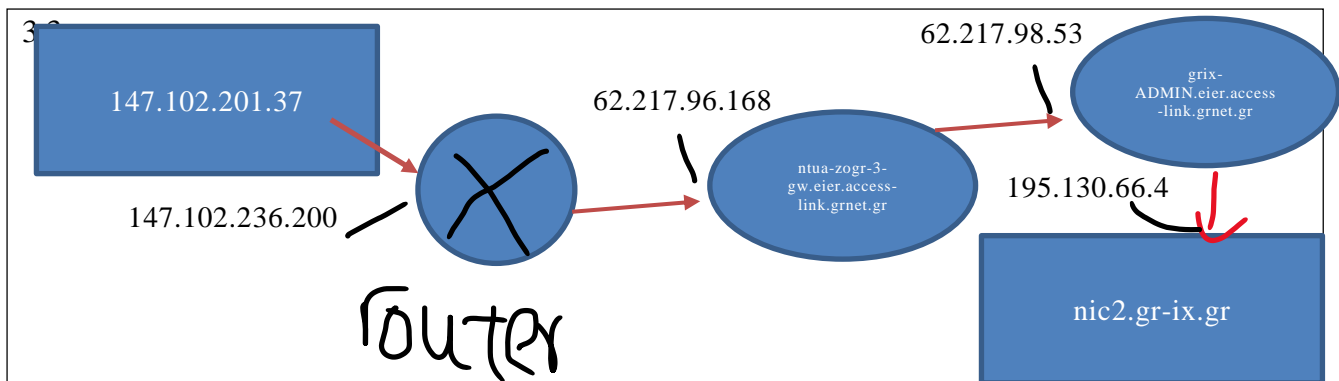 62.217.98.53
grix-
ADMIN.eier.access
-link.grnet.gr
147.102.201.37
62.217.96.168
ntua-zogr-3-
gw.eier.access-
link.grnet.gr
195.130.66.4
147.102.236.200
router
nic2.gr-ix.gr